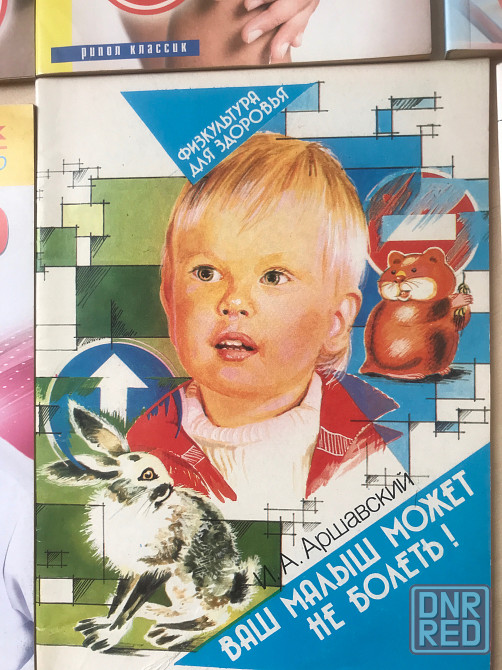 рипол классик
ФИЗКУЛЬТУРА
ДЛЯ ЗДОРОВЬЯ
И. А. Аршавский
ВАШ МАЛЫШ МОЖЕТ
НЕ БОЛЕТЬ!
DNR
RED